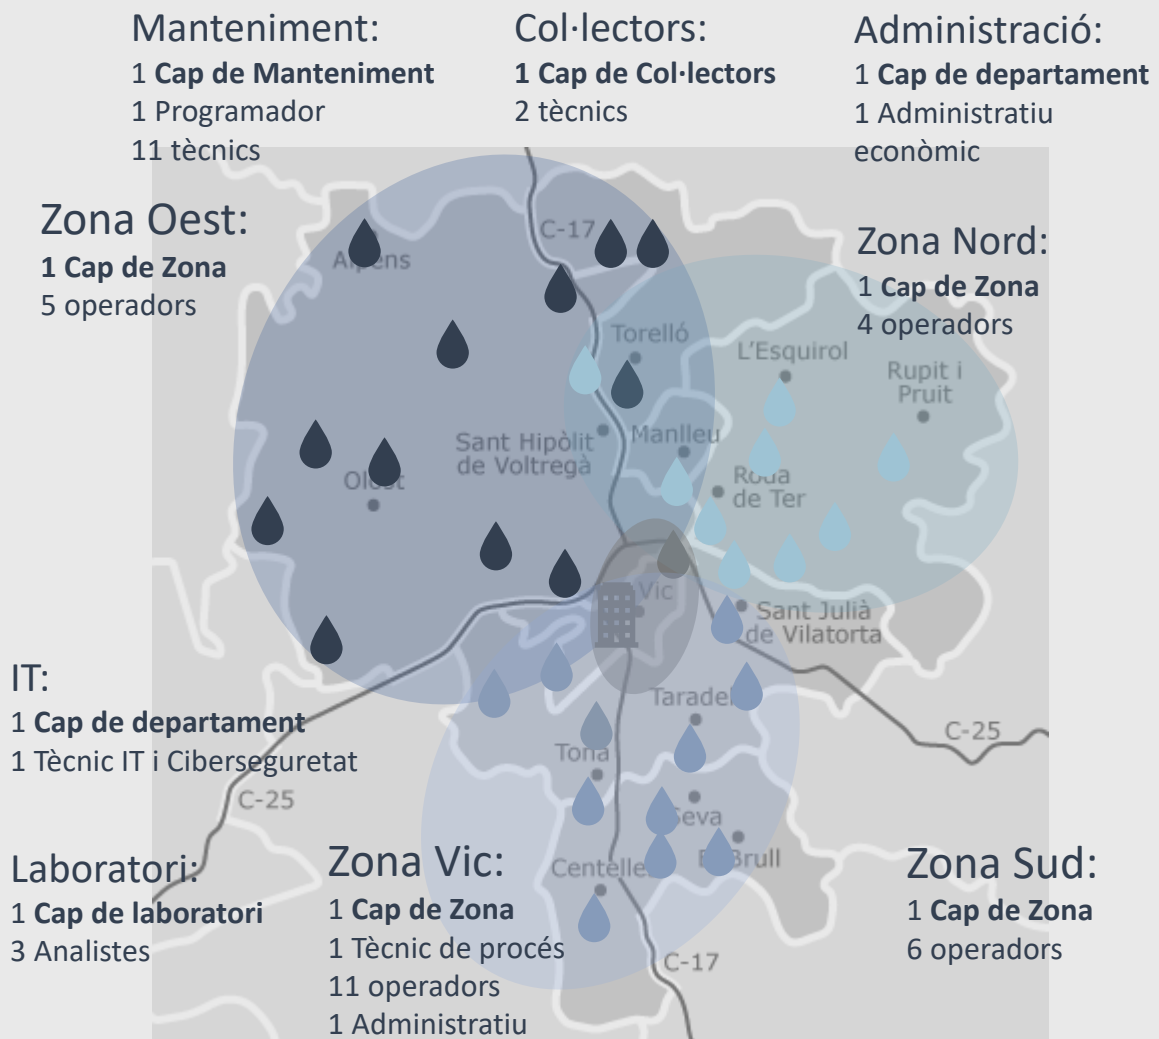 Manteniment:
1 Cap de Manteniment
1 Programador
11 tècnics
Col·lectors:
1 Cap de Col·lectors
2 tècnics
Administració:
1 Cap de departament
1 Administratiu
econòmic
Zona Oest:
1 Cap de Zona
5 operadors
Zona Nord:
1 Cap de Zona
4 operadors
C-17
Alpens
Torelló
L'Esquirol
Rupit i
Pruit
Sant Hipòlit
de Voltregà
Manlleu
Olost
Roda
de Ter
Vic
Sant Julià
de Vilatorta
IT:
1 Cap de departament
1 Tècnic IT i Ciberseguretat
Taradell
C-25
Tona
C-25
Seva
El Brull
Centelles
Laboratori:
1 Cap de laboratori
3 Analistes
Zona Vic:
1 Cap de Zona
1 Tècnic de procés
11 operadors
1 Administratiu
Zona Sud:
1 Cap de Zona
6 operadors
C-17